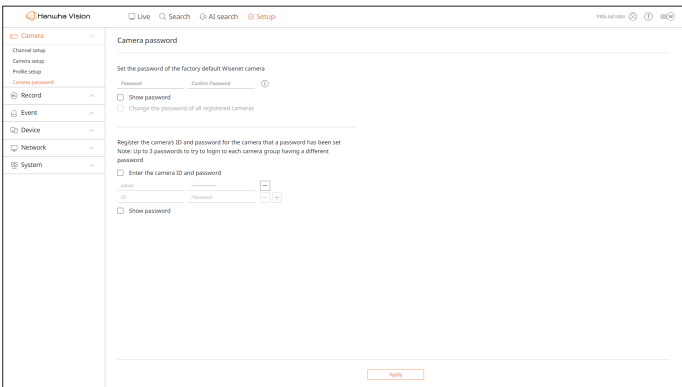 Hanwha Vision
Live Search AI search Setup
PRN-6410B4
Camera
Channel setup
Camera setup
Profile setup
Camera password
Record
Event
Device
Network
System
Camera password
Set the password of the factory default Wisenet camera
Password Confirm Password
Show password
Change the password of all registered cameras
Register the camera's ID and password for the camera that a password has been set
Note: Up to 3 passwords to try to login to each camera group having a different
password
Enter the camera ID and password
admin
ID Password
Show password
Apply